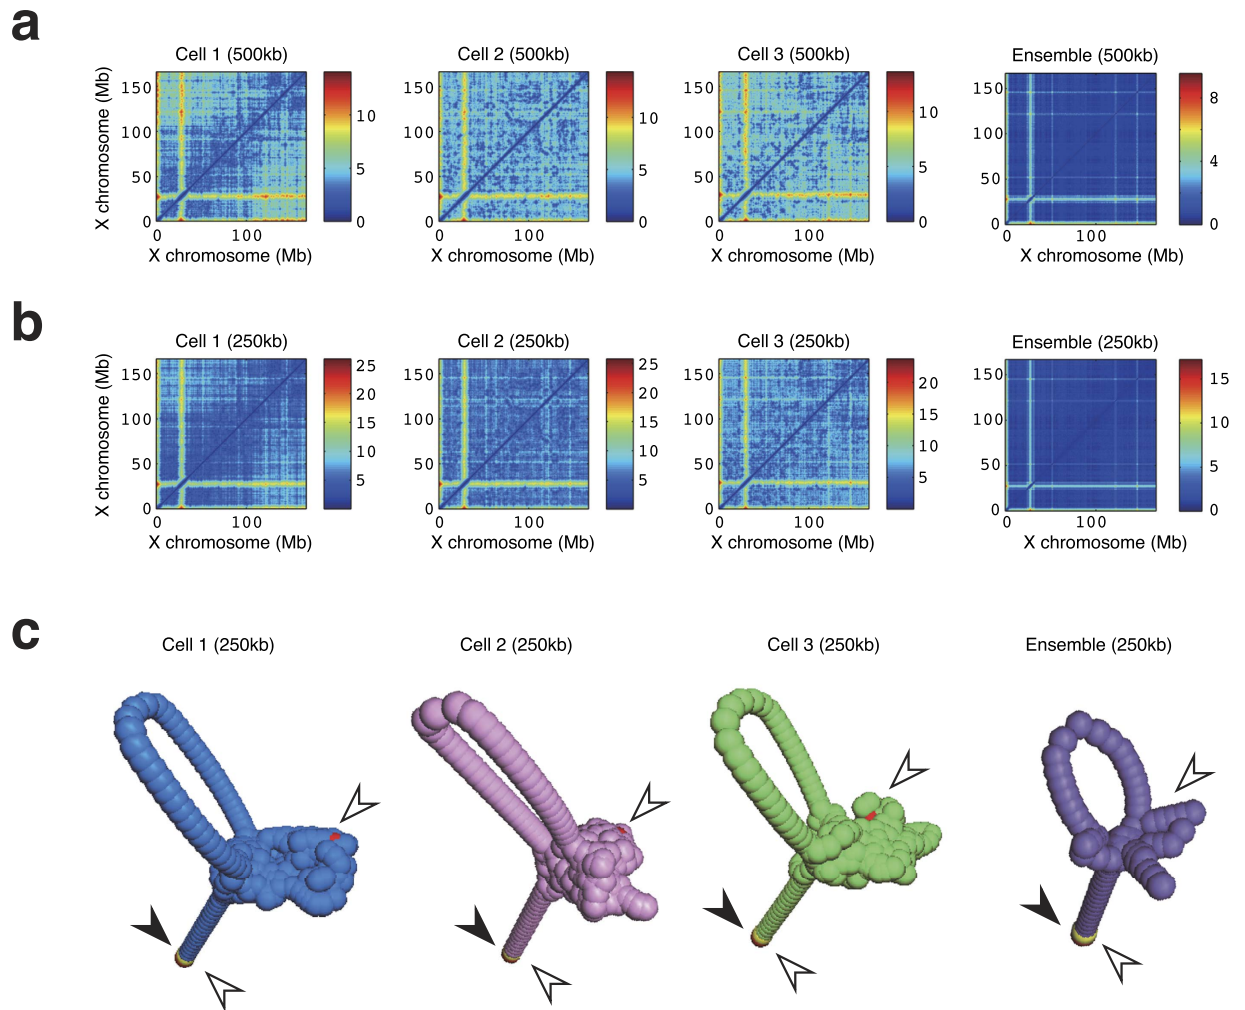 a
Cell 1 (500kb) Cell 2 (500kb) Cell 3 (500kb) Ensemble (500kb)
X chromosome (Mb)
150 100 50 0
0 100
10 5 0
150 100 50 0
0 100
10 5 0
150 100 50 0
0 100
10 5 0
150 100 50 0
0 100
8 4 0
X chromosome (Mb) X chromosome (Mb) X chromosome (Mb) X chromosome (Mb)
b
Cell 1 (250kb) Cell 2 (250kb) Cell 3 (250kb) Ensemble (250kb)
X chromosome (Mb)
150 100 50 0
0 100
25 20 15 10 5
150 100 50 0
0 100
25 20 15 10 5
150 100 50 0
0 100
20 15 10 5
150 100 50 0
0 100
15 10 5 0
X chromosome (Mb) X chromosome (Mb) X chromosome (Mb) X chromosome (Mb)
c
Cell 1 (250kb) Cell 2 (250kb) Cell 3 (250kb) Ensemble (250kb)